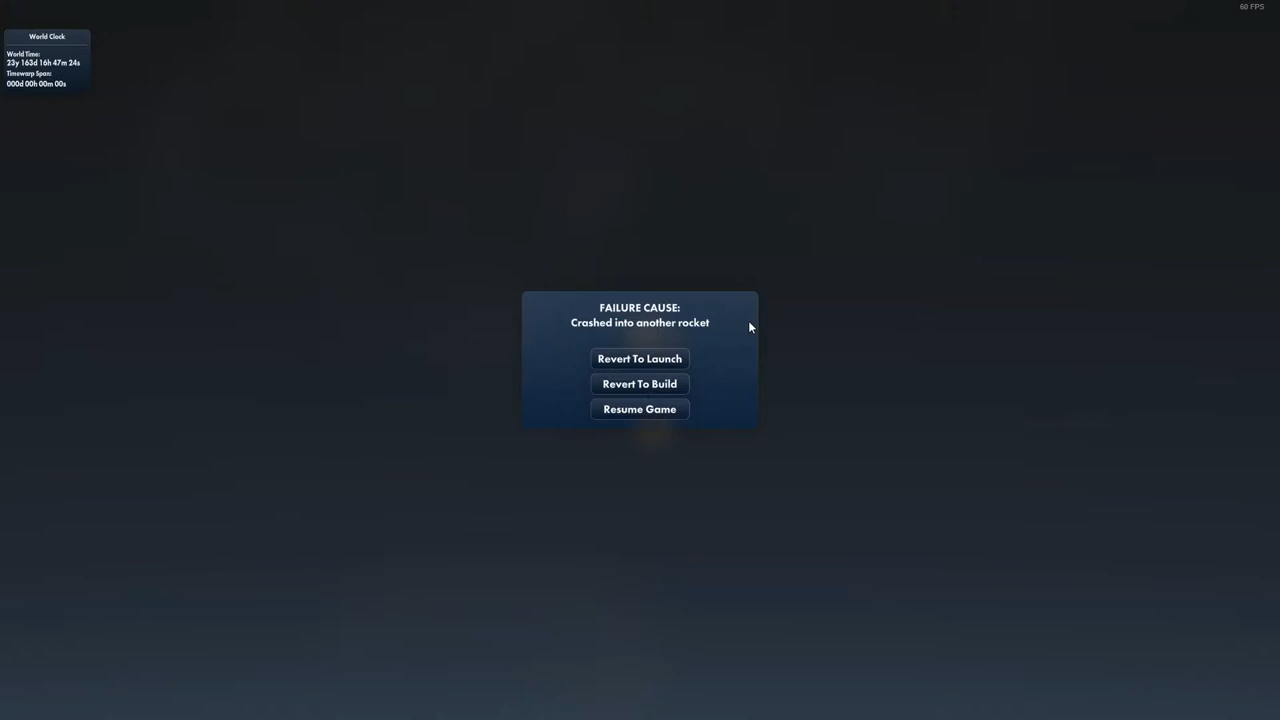 60 FPS
World Clock
World Time:
23y 163d 16h 47m 24s
Timewarp Span:
000d 00h 00m 00s
FAILURE CAUSE:
Crashed into another rocket
Revert To Launch
Revert To Build
Resume Game